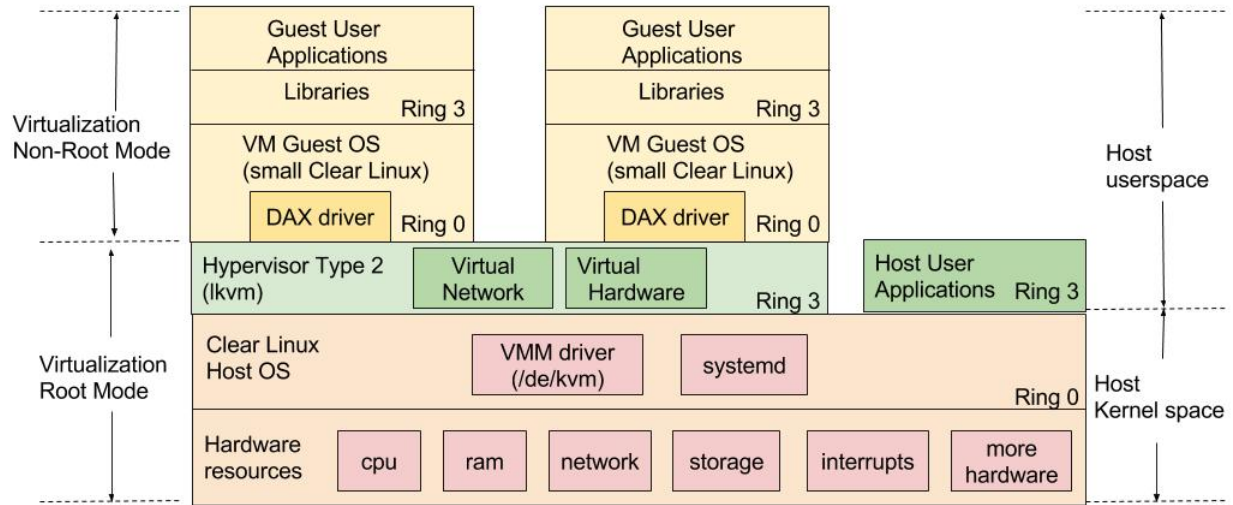 Guest User
Applications
Libraries
Ring 3
VM Guest OS
(small Clear Linux)
DAX driver
Ring 0
Guest User
Applications
Libraries
Ring 3
VM Guest OS
(small Clear Linux)
DAX driver
Ring 0
Virtualization
Non-Root Mode
Host
userspace
Hypervisor Type 2
(lkvm)
Virtual
Network
Virtual
Hardware
Ring 3
Host User
Applications
Ring 3
Virtualization
Root Mode
Clear Linux
Host OS
VMM driver
(/de/kvm)
systemd
Ring 0
Host
Kernel space
Hardware
resources
cpu
ram
network
storage
interrupts
more
hardware